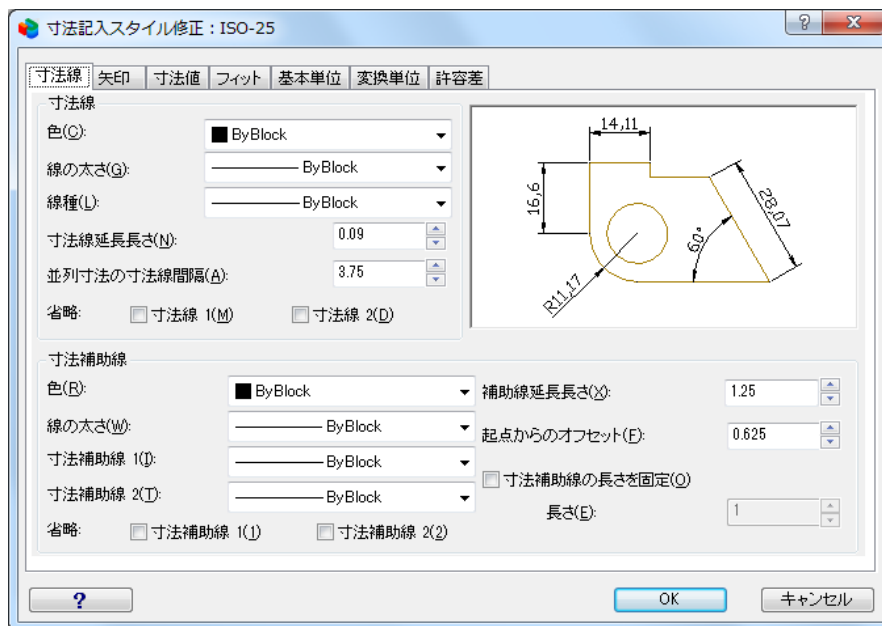 寸法記入スタイル修正：ISO-25
?
x
寸法線 矢印 寸法値 フィット 基本単位 変換単位 許容差
寸法線
色(C): ByBlock
線の太さ(G): ByBlock
線種(L): ByBlock
寸法線延長長さ(N): 0.09
並列寸法の寸法線間隔(A): 3.75
省略: 寸法線 1(M) 寸法線 2(D)
14,11
16,6
28,07
60°
R11,17
寸法補助線
色(R): ByBlock
線の太さ(W): ByBlock
寸法補助線 1(I): ByBlock
寸法補助線 2(T): ByBlock
省略: 寸法補助線 1(1) 寸法補助線 2(2)
補助線延長長さ(X): 1.25
起点からのオフセット(F): 0.625
寸法補助線の長さを固定(O)
長さ(E): 1
? OK キャンセル